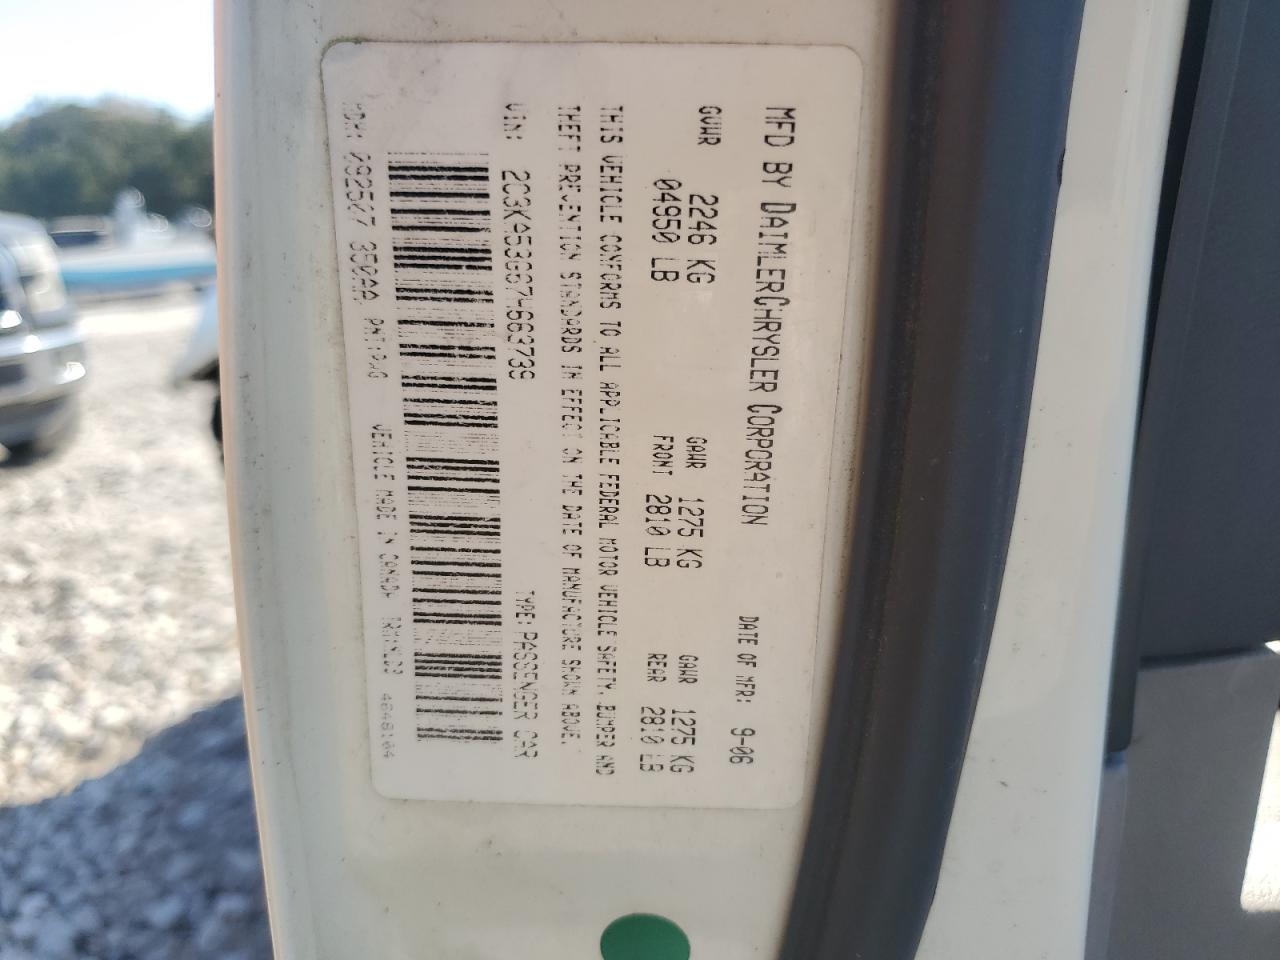 MFD BY DAIMLERCHRYSLER CORPORATION DATE OF MFR: 9-06
GVWR 2246 KG GAWR 1275 KG GAWR 1275 KG
04950 LB FRONT 2810 LB REAR 2810 LB
THIS VEHICLE CONFORMS TO ALL APPLICABLE FEDERAL MOTOR VEHICLE SAFETY, BUMPER AND
THEFT PREVENTION STANDARDS IN EFFECT ON THE DATE OF MANUFACTURE SHOWN ABOVE.
VIN: 2C3KA53G67H663739 TYPE: PASSENGER CAR
MDH: VEHICLE MADE IN CANADA